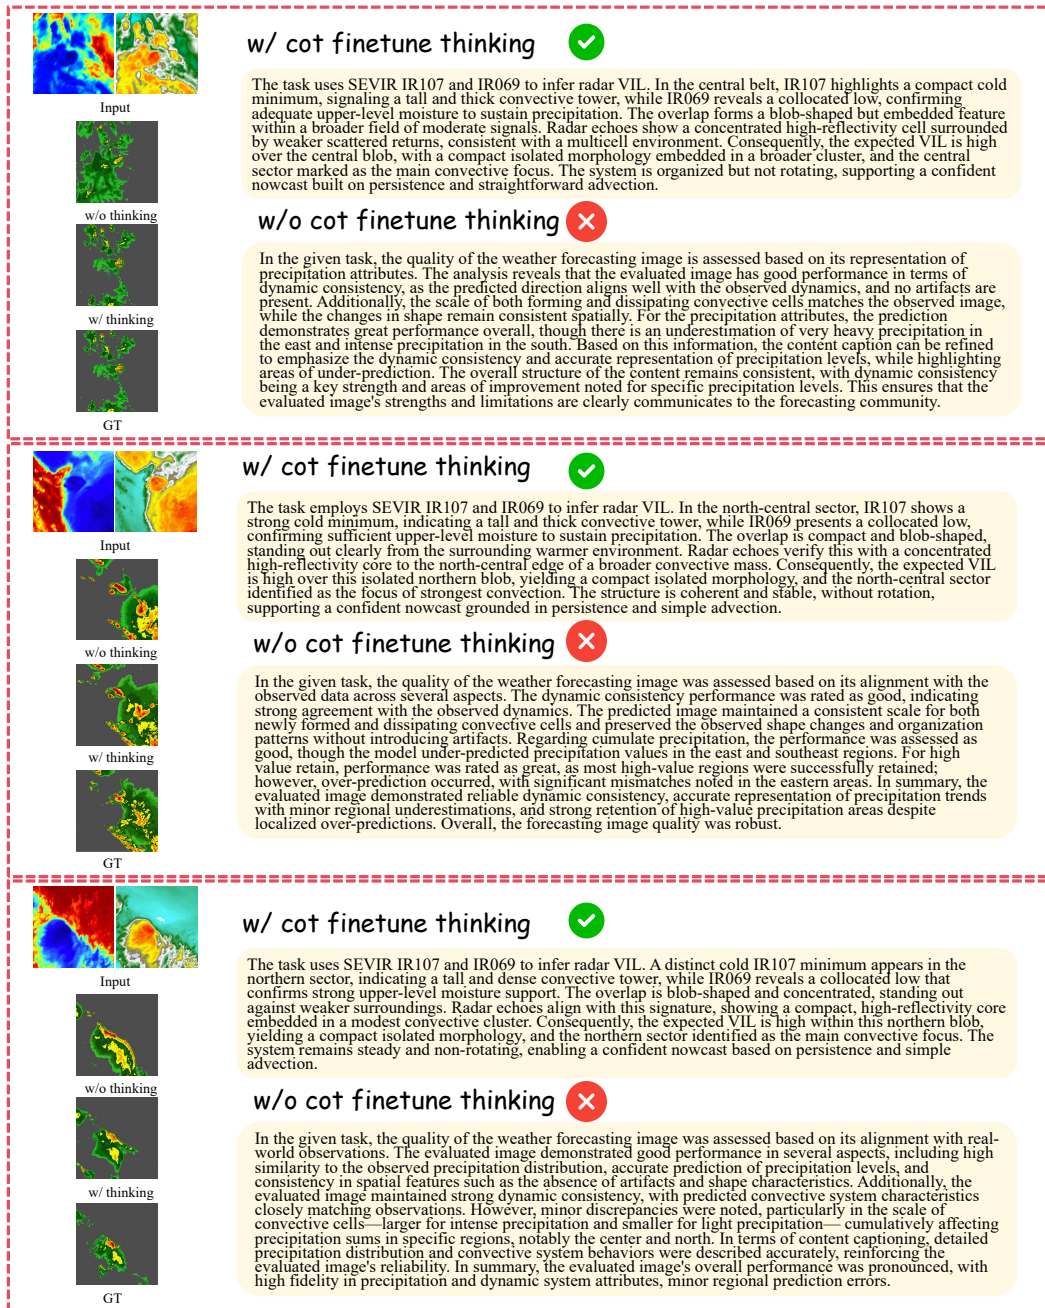 w/ cot finetune thinking
Input
The task uses SEVIR IR107 and IR069 to infer radar VIL. In the central belt, IR107 highlights a compact cold
minimum, signaling a tall and thick convective tower, while IR069 reveals a collocated low, confirming
adequate upper-level moisture to sustain precipitation. The overlap forms a blob-shaped but embedded feature
within a broader field of moderate signals. Radar echoes show a concentrated high-reflectivity cell surrounded
by weaker scattered returns, consistent with a multicell environment. Consequently, the expected VIL is high
over the central blob, with a compact isolated morphology embedded in a broader cluster, and the central
sector marked as the main convective focus. The system is organized but not rotating, supporting a confident
nowcast built on persistence and straightforward advection.
w/o thinking
w/o cot finetune thinking
In the given task, the quality of the weather forecasting image is assessed based on its representation of
precipitation attributes. The analysis reveals that the evaluated image has good performance in terms of
dynamic consistency, as the predicted direction aligns well with the observed dynamics, and no artifacts are
present. Additionally, the scale of both forming and dissipating convective cells matches the observed image,
while the changes in shape remain consistent spatially. For the precipitation attributes, the prediction
demonstrates great performance overall, though there is an underestimation of very heavy precipitation in
the east and intense precipitation in the south. Based on this information, the content caption can be refined
to emphasize the dynamic consistency and accurate representation of precipitation levels, while highlighting
areas of under-prediction. The overall structure of the content remains consistent, with dynamic consistency
being a key strength and areas of improvement noted for specific precipitation levels. This ensures that the
evaluated image's strengths and limitations are clearly communicates to the forecasting community.
w/ thinking
GT
w/ cot finetune thinking
Input
The task employs SEVIR IR107 and IR069 to infer radar VIL. In the north-central sector, IR107 shows a
strong cold minimum, indicating a tall and thick convective tower, while IR069 presents a collocated low,
confirming sufficient upper-level moisture to sustain precipitation. The overlap is compact and blob-shaped,
standing out clearly from the surrounding warmer environment. Radar echoes verify this with a concentrated
high-reflectivity core to the north-central edge of a broader convective mass. Consequently, the expected VIL
is high over this isolated northern blob, yielding a compact isolated morphology, and the north-central sector
identified as the focus of strongest convection. The structure is coherent and stable, without rotation,
supporting a confident nowcast grounded in persistence and simple advection.
w/o thinking
w/o cot finetune thinking
In the given task, the quality of the weather forecasting image was assessed based on its alignment with the
observed data across several aspects. The dynamic consistency performance was rated as good, indicating
strong agreement with the observed dynamics. The predicted image maintained a consistent scale for both
newly formed and dissipating convective cells and preserved the observed shape changes and organization
patterns without introducing artifacts. Regarding cumulate precipitation, the performance was assessed as
good, though the model under-predicted precipitation values in the east and southeast regions. For high
value retain, performance was rated as great, as most high-value regions were successfully retained;
however, over-prediction occurred, with significant mismatches noted in the eastern areas. In summary, the
evaluated image demonstrated reliable dynamic consistency, accurate representation of precipitation trends
with minor regional underestimations, and strong retention of high-value precipitation areas despite
localized over-predictions. Overall, the forecasting image quality was robust.
w/ thinking
GT
w/ cot finetune thinking
Input
The task uses SEVIR IR107 and IR069 to infer radar VIL. A distinct cold IR107 minimum appears in the
northern sector, indicating a tall and dense convective tower, while IR069 reveals a collocated low that
confirms strong upper-level moisture support. The overlap is blob-shaped and concentrated, standing out
against weaker surroundings. Radar echoes align with this signature, showing a compact, high-reflectivity core
embedded in a modest convective cluster. Consequently, the expected VIL is high within this northern blob,
yielding a compact isolated morphology, and the northern sector identified as the main convective focus. The
system remains steady and non-rotating, enabling a confident nowcast based on persistence and simple
advection.
w/o thinking
w/o cot finetune thinking
In the given task, the quality of the weather forecasting image was assessed based on its alignment with real-
world observations. The evaluated image demonstrated good performance in several aspects, including high
similarity to the observed precipitation distribution, accurate prediction of precipitation levels, and
consistency in spatial features such as the absence of artifacts and shape characteristics. Additionally, the
evaluated image maintained strong dynamic consistency, with predicted convective system characteristics
closely matching observations. However, minor discrepancies were noted, particularly in the scale of
convective cells—larger for intense precipitation and smaller for light precipitation— cumulatively affecting
precipitation sums in specific regions, notably the center and north. In terms of content captioning, detailed
precipitation distribution and convective system behaviors were described accurately, reinforcing the
evaluated image's reliability. In summary, the evaluated image's overall performance was pronounced, with
high fidelity in precipitation and dynamic system attributes, minor regional prediction errors.
w/ thinking
GT